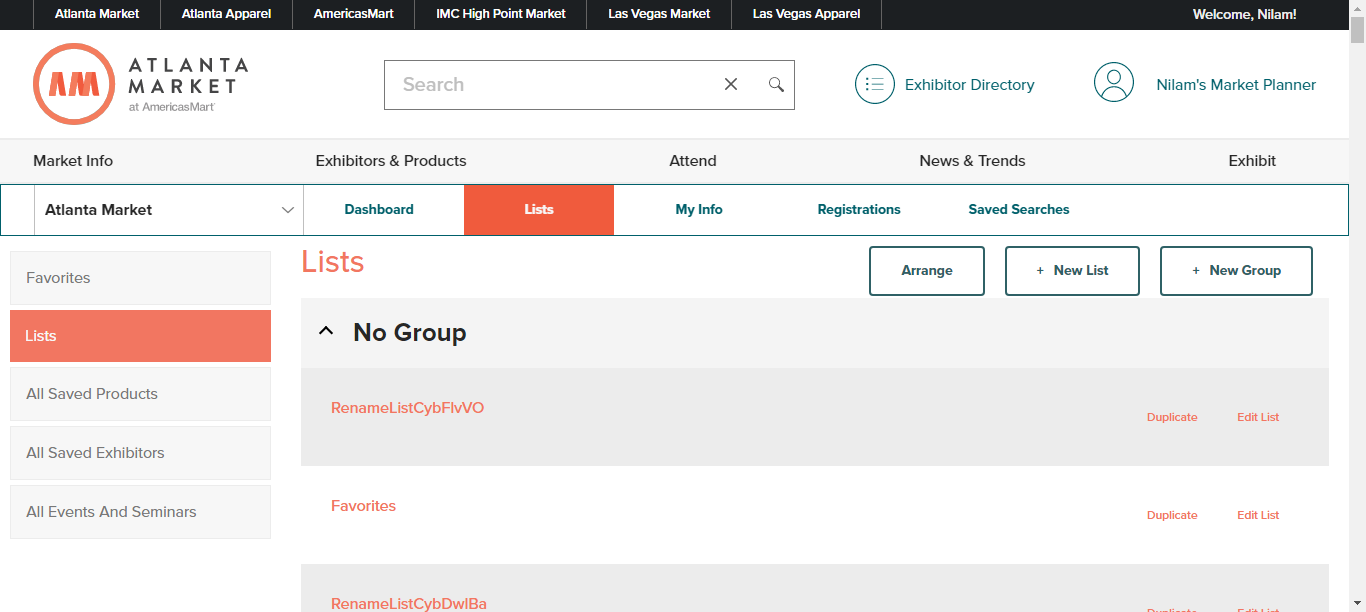 Atlanta Market Atlanta Apparel AmericasMart IMC High Point Market Las Vegas Market Las Vegas Apparel Welcome, Nilam!
ATLANTA
MARKET
at AmericasMart
Search
Exhibitor Directory
Nilam's Market Planner
Market Info Exhibitors & Products Attend News & Trends Exhibit
Atlanta Market Dashboard Lists My Info Registrations Saved Searches
Favorites
Lists
All Saved Products
All Saved Exhibitors
All Events And Seminars
Lists
Arrange + New List + New Group
No Group
RenameListCybFlvVO
Duplicate Edit List
Favorites
Duplicate Edit List
RenameListCybDwlBa
Duplicate Edit List